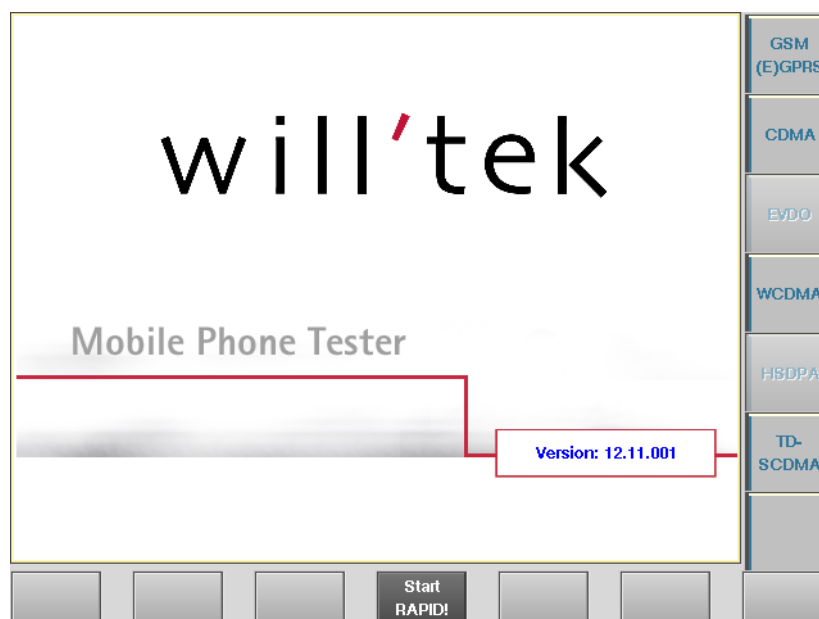 will'tek
Mobile Phone Tester
Version: 12.11.001
GSM
(E)GPRS
CDMA
EVDO
WCDMA
HSDPA
TD-
SCDMA
Start
RAPID!